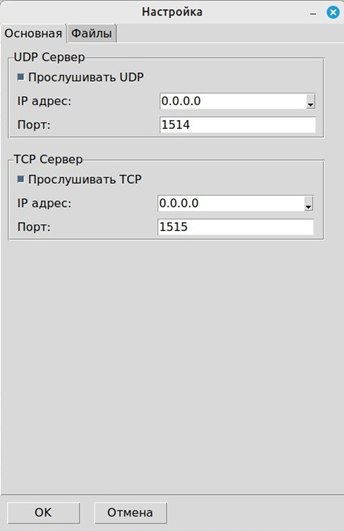 Настройка
Основная Файлы
UDP Сервер
Прослушивать UDP
IP адрес: 0.0.0.0
Порт: 1514
TCP Сервер
Прослушивать TCP
IP адрес: 0.0.0.0
Порт: 1515
OK Отмена